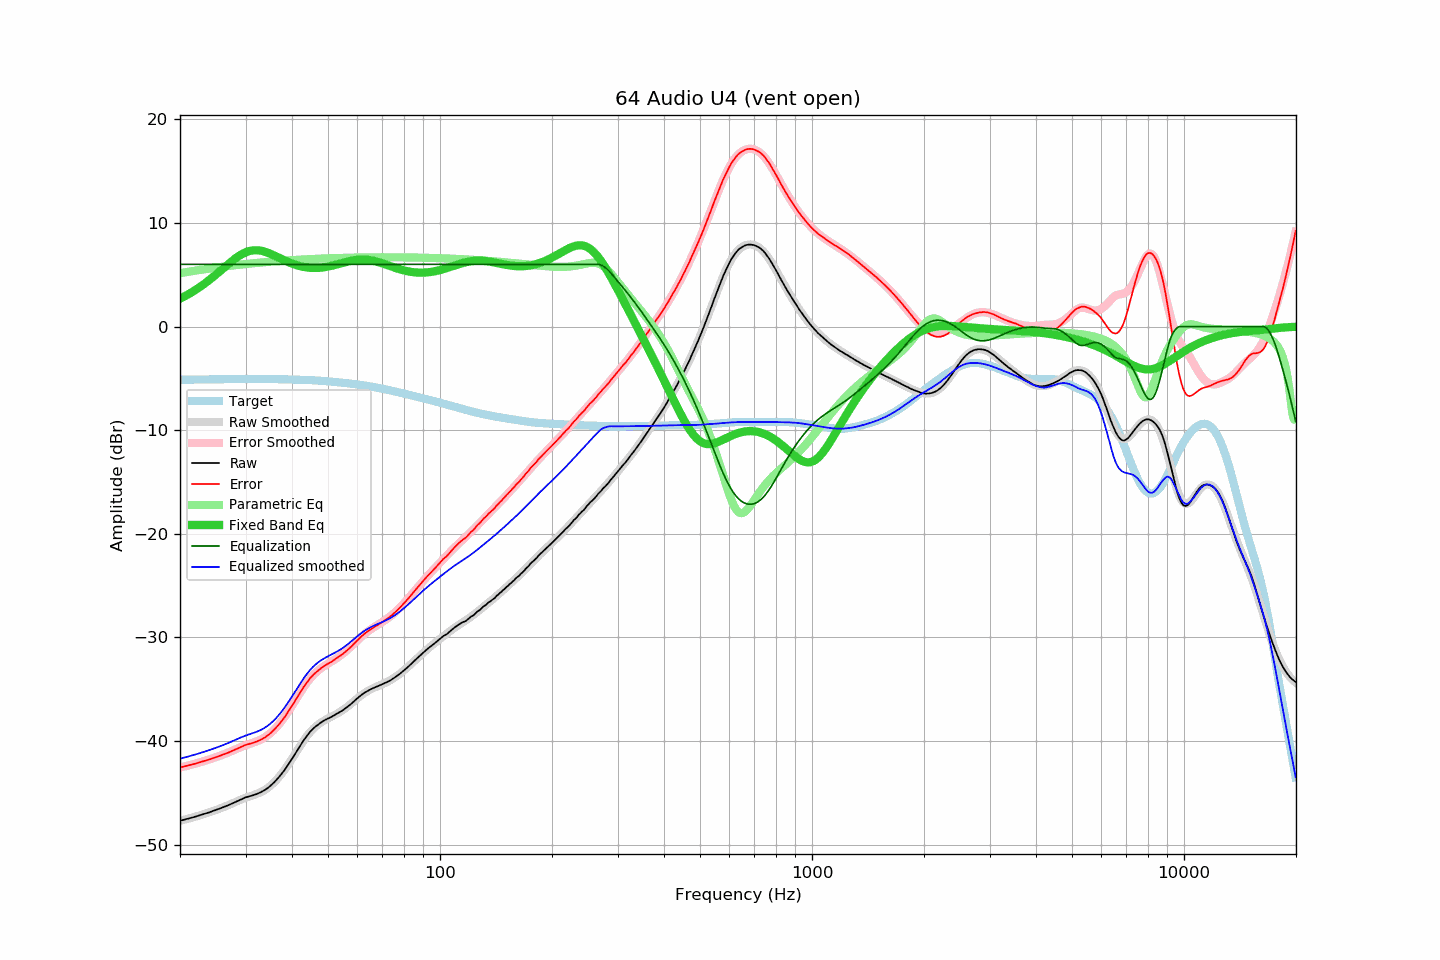 64 Audio U4 (vent open)
20
10
0
−10
−20
−30
−40
−50
Amplitude (dBr)
Target
Raw Smoothed
Error Smoothed
Raw
Error
Parametric Eq
Fixed Band Eq
Equalization
Equalized smoothed
100
1000
10000
Frequency (Hz)